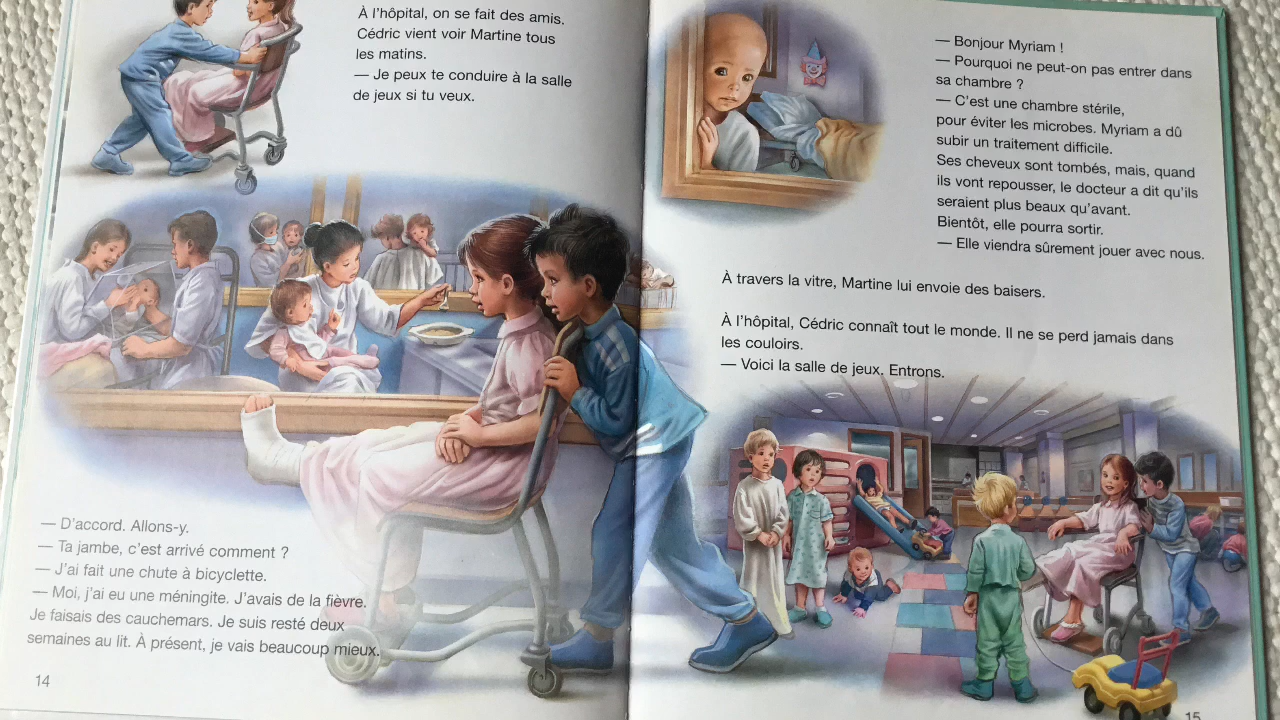 À l'hôpital, on se fait des amis.
Cédric vient voir Martine tous
les matins.
— Je peux te conduire à la salle
de jeux si tu veux.
— D'accord. Allons-y.
— Ta jambe, c'est arrivé comment ?
— J'ai fait une chute à bicyclette.
— Moi, j'ai eu une méningite. J'avais de la fièvre.
Je faisais des cauchemars. Je suis resté deux
semaines au lit. À présent, je vais beaucoup mieux.
14
— Bonjour Myriam !
— Pourquoi ne peut-on pas entrer dans
sa chambre ?
— C'est une chambre stérile,
pour éviter les microbes. Myriam a dû
subir un traitement difficile.
Ses cheveux sont tombés, mais, quand
ils vont repousser, le docteur a dit qu'ils
seraient plus beaux qu'avant.
Bientôt, elle pourra sortir.
— Elle viendra sûrement jouer avec nous.
À travers la vitre, Martine lui envoie des baisers.
À l'hôpital, Cédric connaît tout le monde. Il ne se perd jamais dans
les couloirs.
— Voici la salle de jeux. Entrons.
15